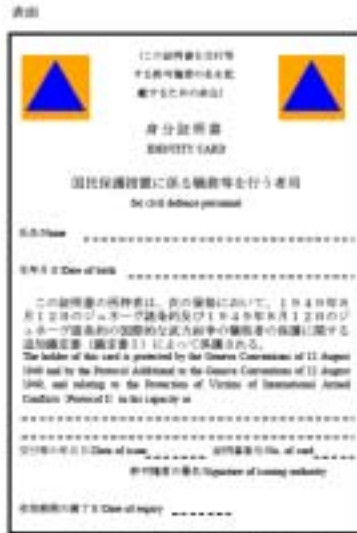 表面
（この証明書を交付等
する許可権者の名を記
載するための余白）
身分証明書
IDENTITY CARD
国民保護措置に係る職務等を行う者用
for civil defence personnel
氏名 Name
生年月日 Date of birth
この証明書の所持者は、次の資格において、１９４９年８
月１２日のジュネーヴ諸条約及び１９４９年８月１２日のジ
ュネーヴ諸条約の国際的な武力紛争の犠牲者の保護に関する
追加議定書（議定書Ⅰ）によって保護される。
The holder of this card is protected by the Geneva Conventions of 12 August
1949 and by the Protocol Additional to the Geneva Conventions of 12 August
1949, and relating to the Protection of Victims of International Armed
Conflicts (Protocol I) in his capacity as
交付等の年月日 Date of issue 証明書番号 No. of card
許可権者の署名 Signature of issuing authority
有効期間の満了日 Date of expiry